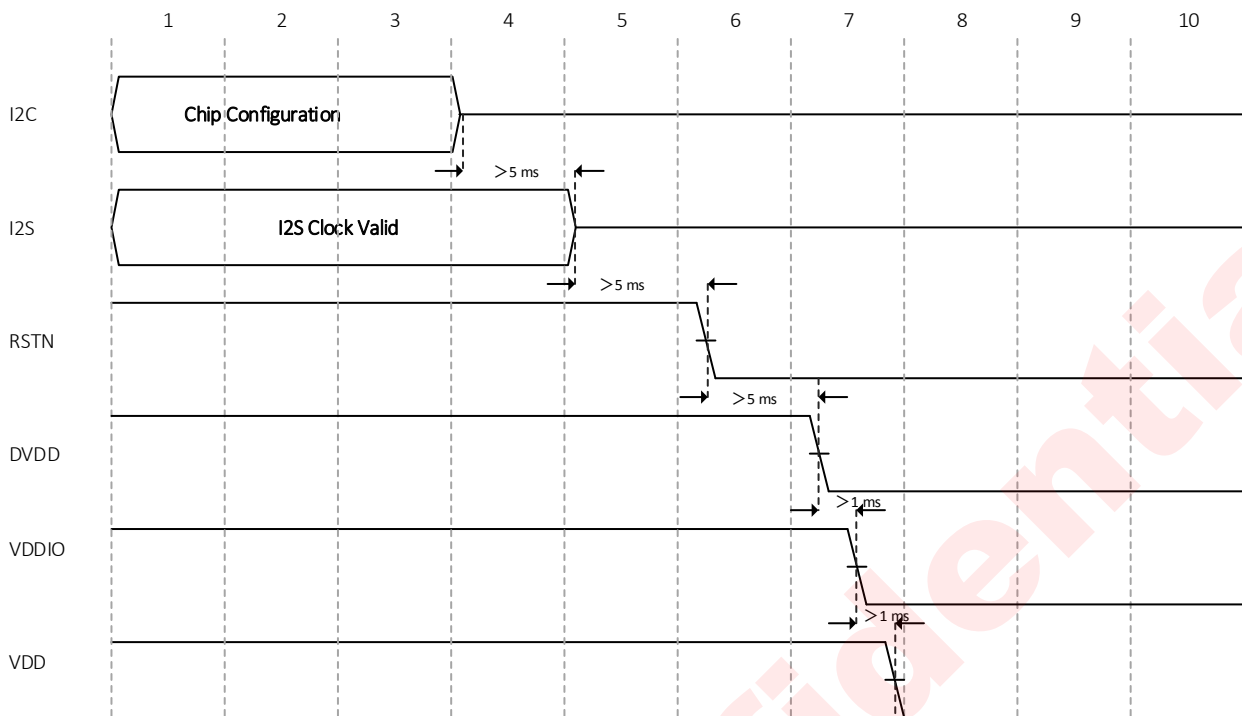 1 2 3 4 5 6 7 8 9 10
I2C
Chip Configuration
>5 ms
I2S
I2S Clock Valid
>5 ms
RSTN
>5 ms
DVDD
>1 ms
VDDIO
>1 ms
VDD
fidentia